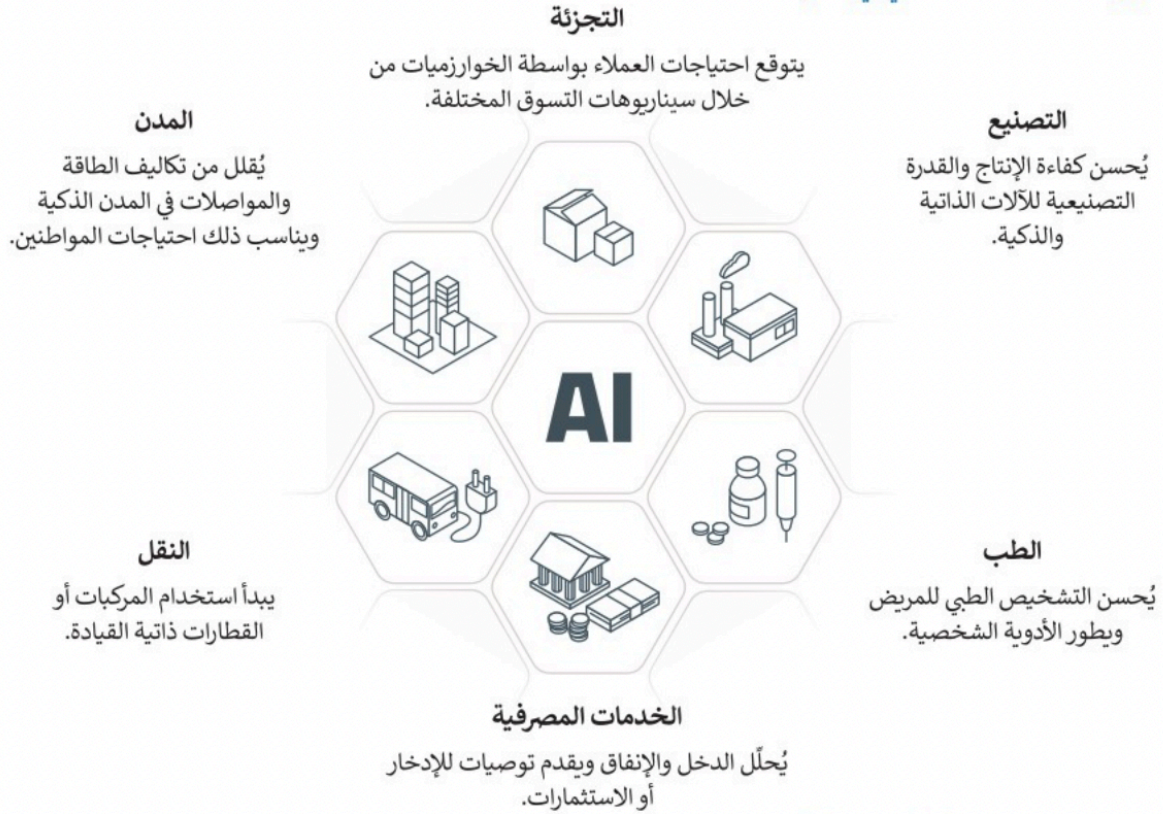 التجزئة
يتوقع احتياجات العملاء بواسطة الخوارزميات من
خلال سيناريوهات التسوق المختلفة.
التصنيع
يُحسن كفاءة الإنتاج والقدرة
التصنيعية للآلات الذاتية
والذكية.
المدن
يُقلل من تكاليف الطاقة
والمواصلات في المدن الذكية
ويناسب ذلك احتياجات المواطنين.
AI
الطب
يُحسن التشخيص الطبي للمريض
ويطور الأدوية الشخصية.
النقل
يبدأ استخدام المركبات أو
القطارات ذاتية القيادة.
الخدمات المصرفية
يُحلّل الدخل والإنفاق ويقدم توصيات للإدخار
أو الاستثمارات.